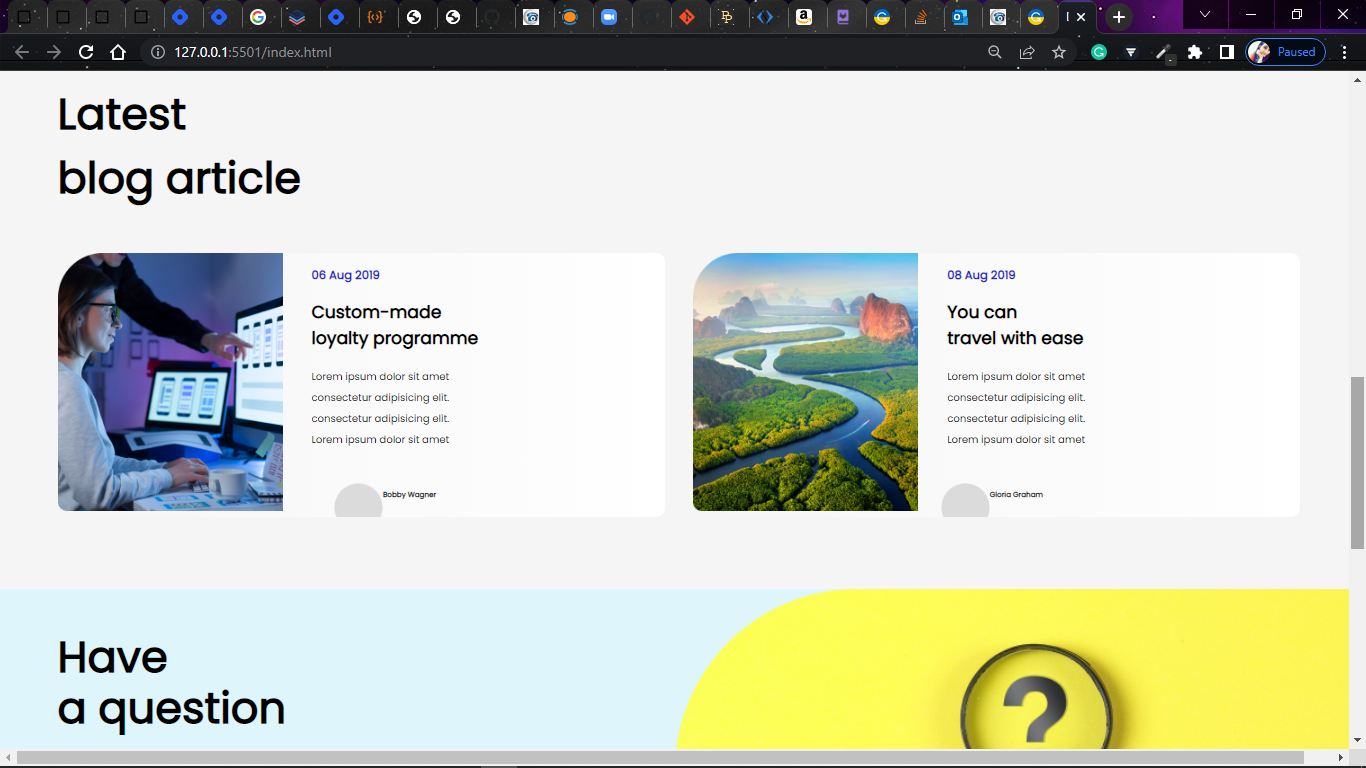 127.0.0.1:5501/index.html
Paused
Latest
blog article
06 Aug 2019
Custom-made
loyalty programme
Lorem ipsum dolor sit amet
consectetur adipisicing elit.
consectetur adipisicing elit.
Lorem ipsum dolor sit amet
Bobby Wagner
08 Aug 2019
You can
travel with ease
Lorem ipsum dolor sit amet
consectetur adipisicing elit.
consectetur adipisicing elit.
Lorem ipsum dolor sit amet
Gloria Graham
Have
a question
?